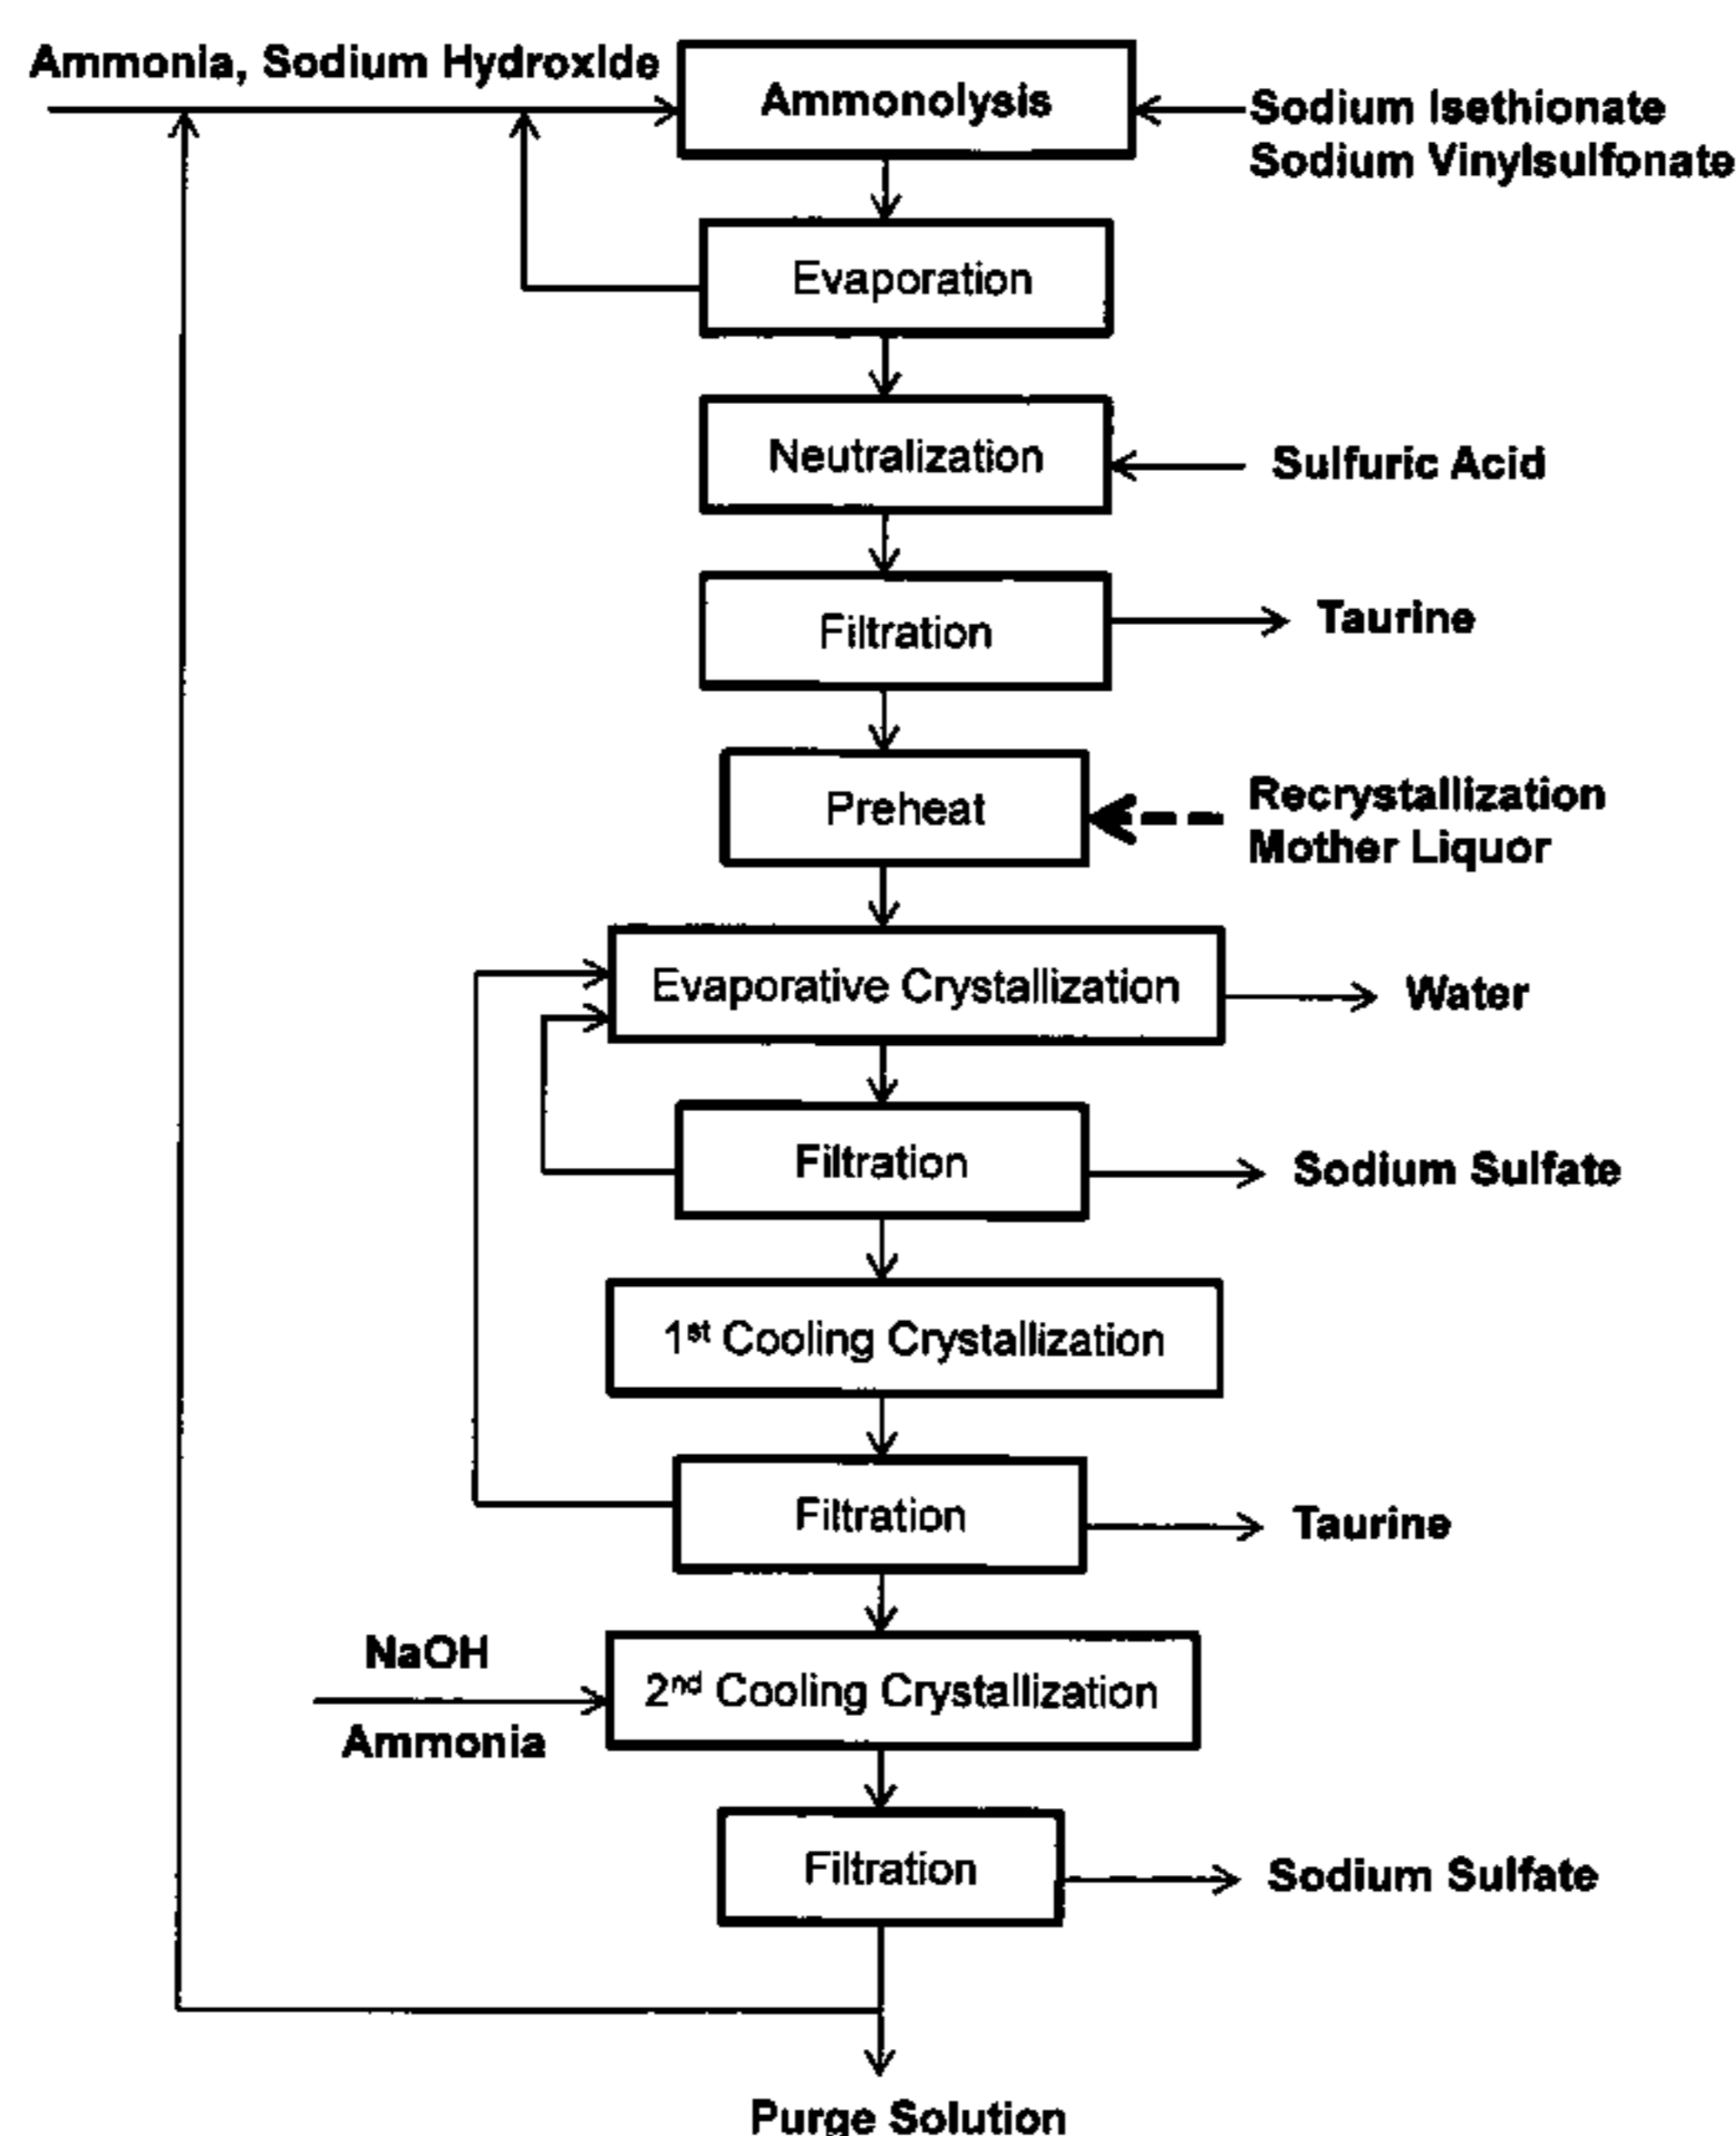 Ammonia, Sodium Hydroxide
Ammonolysis
Sodium Isethionate
Sodium Vinylsulfonate
Evaporation
Neutralization
Sulfuric Acid
Filtration
Taurine
Preheat
Recrystallization
Mother Liquor
Evaporative Crystallization
Water
Filtration
Sodium Sulfate
1st Cooling Crystallization
Filtration
Taurine
NaOH
Ammonia
2nd Cooling Crystallization
Filtration
Sodium Sulfate
Purge Solution